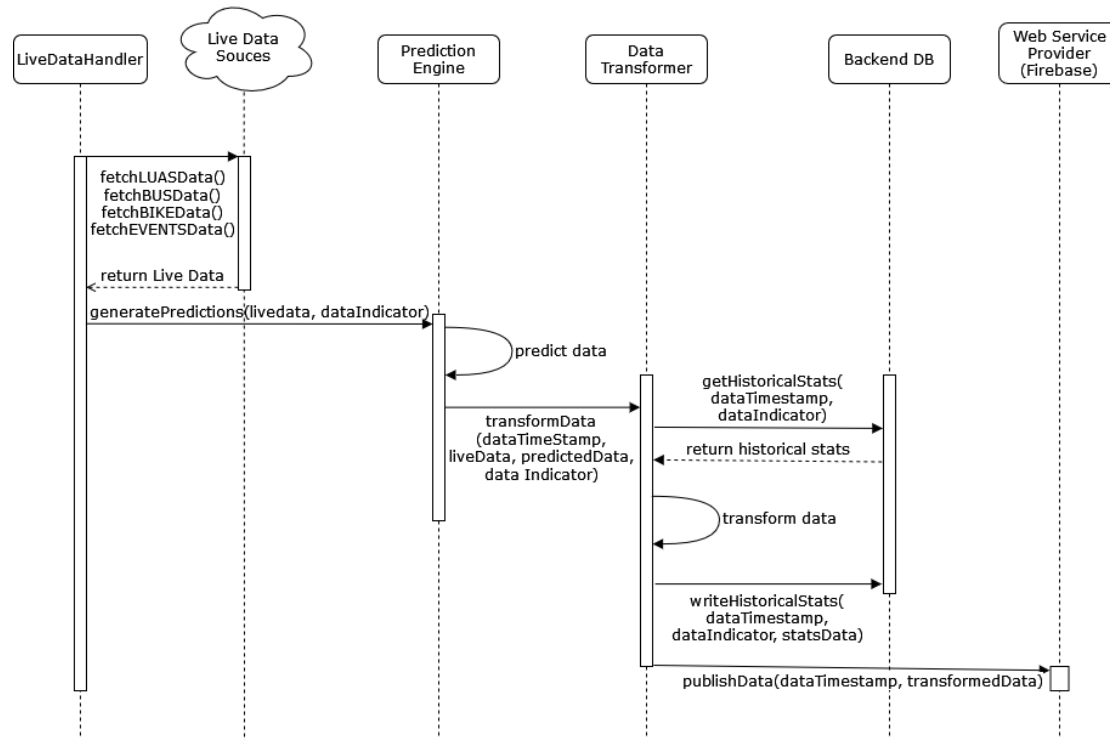 LiveDataHandler
Live Data
Souces
Prediction
Engine
Data
Transformer
Backend DB
Web Service
Provider
(Firebase)
fetchLUASData()
fetchBUSData()
fetchBIKEData()
fetchEVENTSData()
return Live Data
generatePredictions(livedata, dataIndicator)
predict data
transformData
(dataTimeStamp,
liveData, predictedData,
data Indicator)
getHistoricalStats(
dataTimestamp,
dataIndicator)
return historical stats
transform data
writeHistoricalStats(
dataTimestamp,
dataIndicator, statsData)
publishData(dataTimestamp, transformedData)